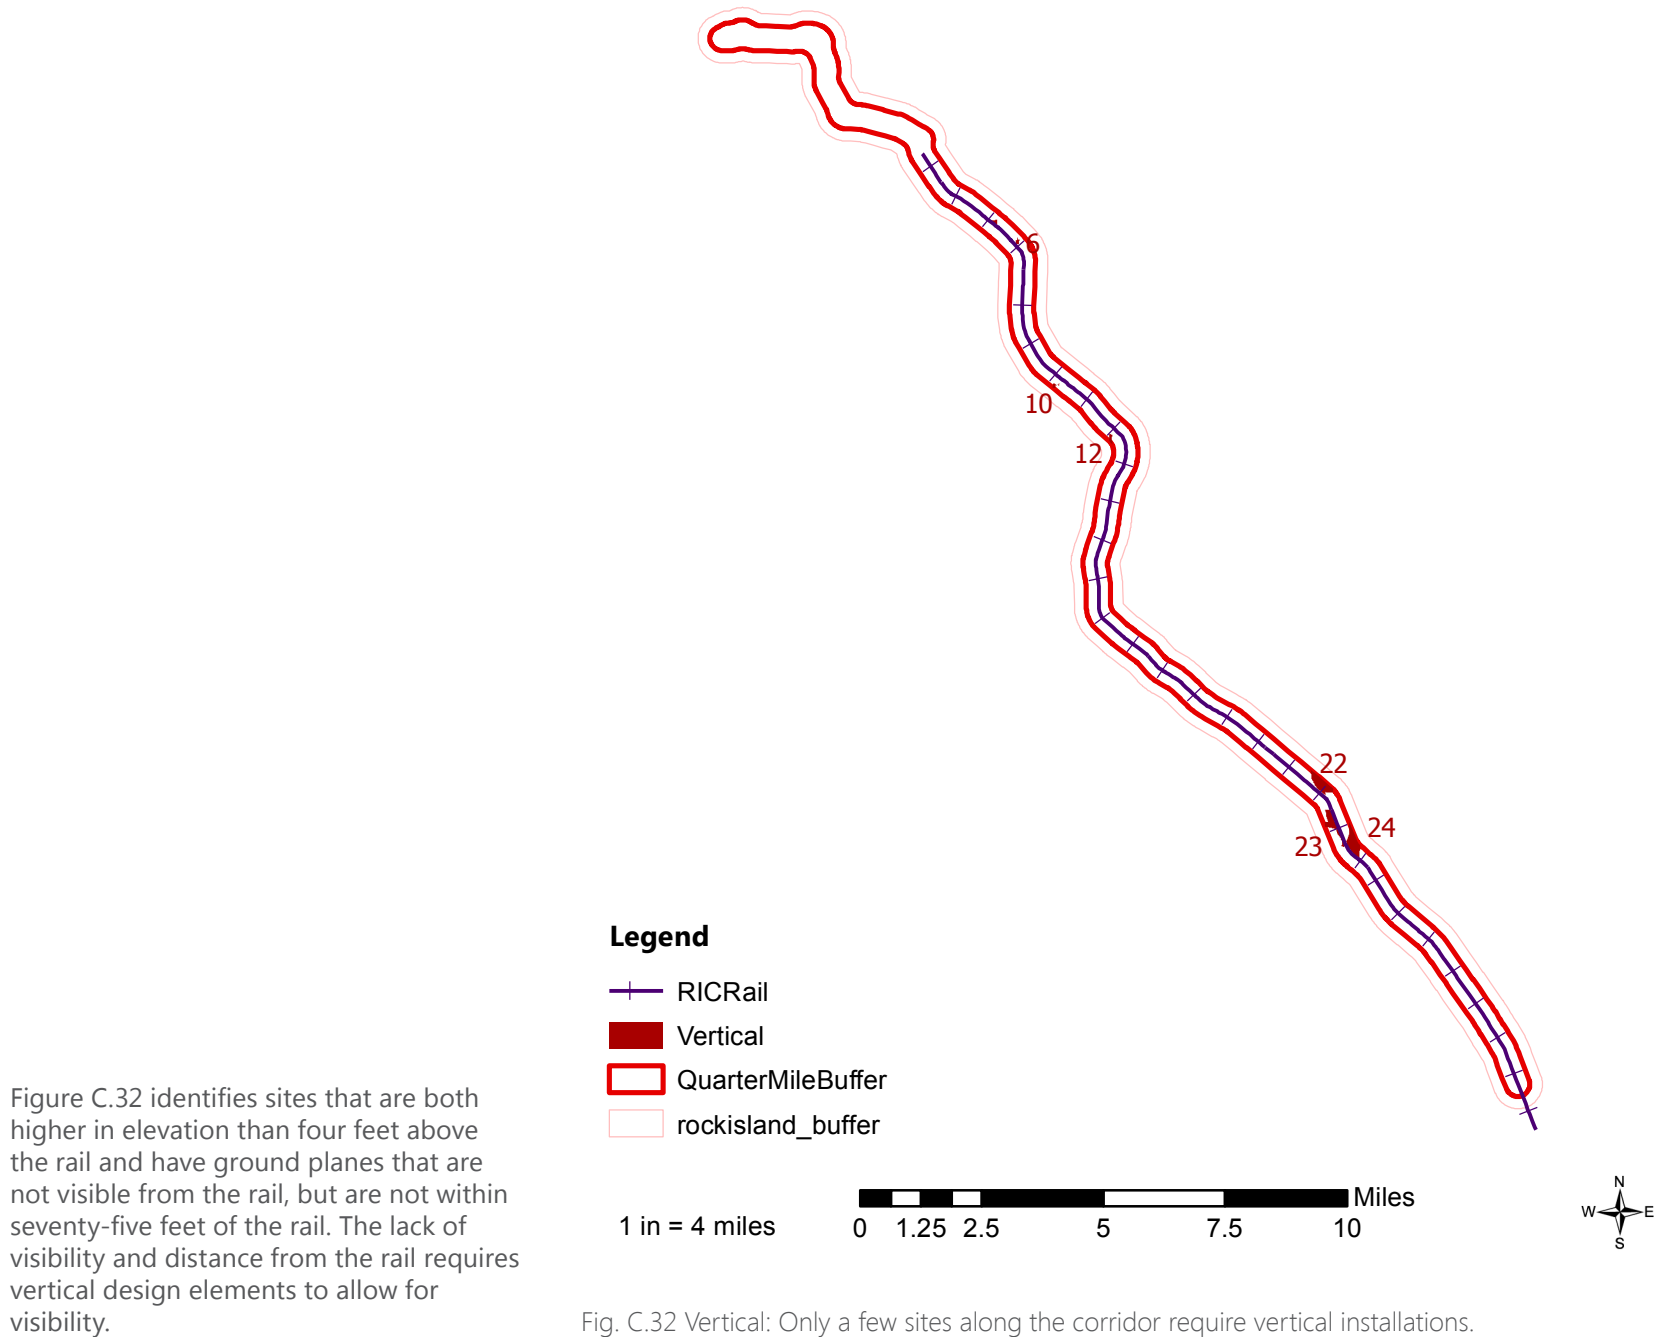 6
10
12
22
24
23
Legend
RICRail
Vertical
QuarterMileBuffer
rockisland_buffer
1 in = 4 miles
Miles
0 1.25 2.5 5 7.5 10
N
W E
S
Figure C.32 identifies sites that are both
higher in elevation than four feet above
the rail and have ground planes that are
not visible from the rail, but are not within
seventy-five feet of the rail. The lack of
visibility and distance from the rail requires
vertical design elements to allow for
visibility.
Fig. C.32 Vertical: Only a few sites along the corridor require vertical installations.